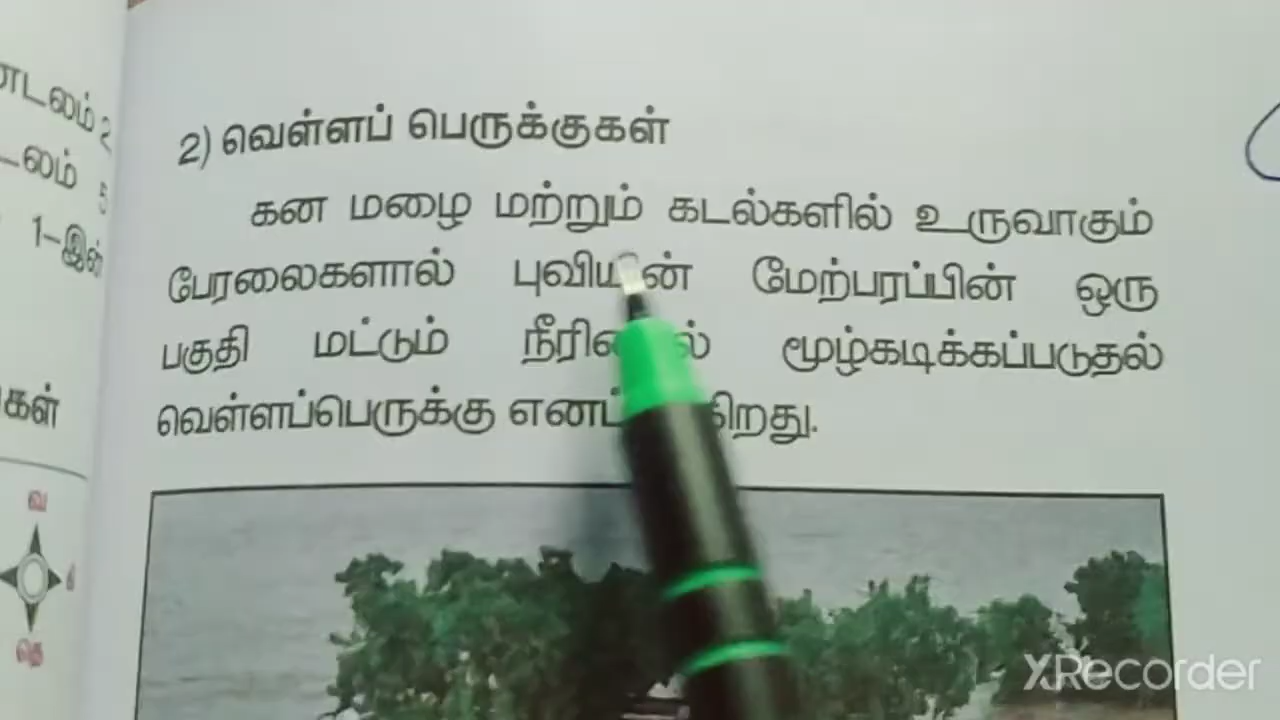 2) வெள்ளப் பெருக்குகள்
கன மழை மற்றும் கடல்களில் உருவாகும்
பேரலைகளால் புவியின் மேற்பரப்பின் ஒரு
பகுதி மட்டும் மூழ்கடிக்கப்படுதல்
வெள்ளப்பெருக்கு
வ
தெ
XRecorder